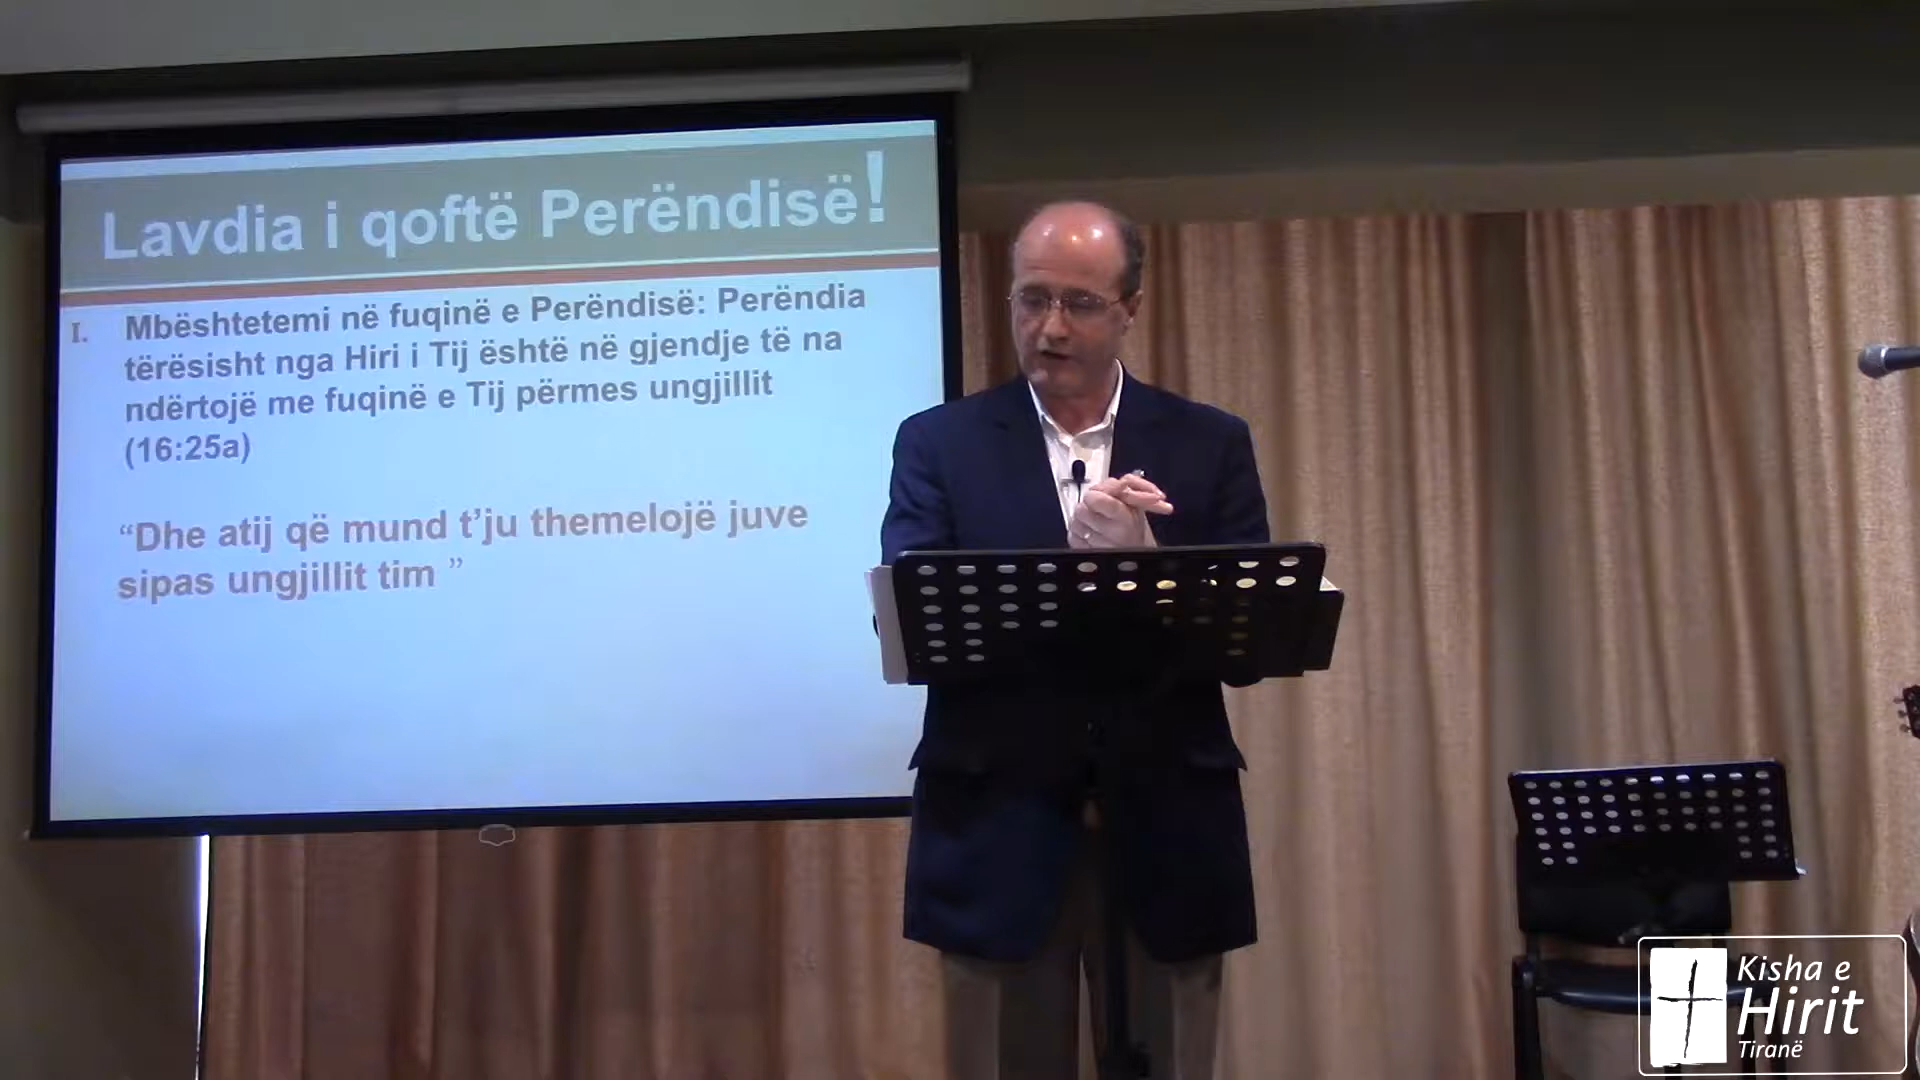 Lavdia i qoftë Perëndisë!
I. Mbështetemi në fuqinë e Perëndisë: Perëndia
tërësisht nga Hiri i Tij është në gjendje të na
ndërtojë me fuqinë e Tij përmes ungjillit
(16:25a)
“Dhe atij që mund t’ju themelojë juve
sipas ungjillit tim ”
Kisha e
Hirit
Tiranë